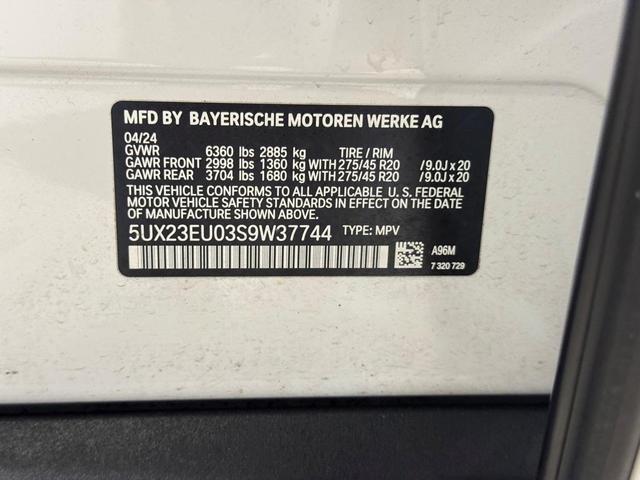 MFD BY BAYERISCHE MOTOREN WERKE AG
04/24
GVWR 6360 lbs 2885 kg TIRE / RIM
GAWR FRONT 2998 lbs 1360 kg WITH 275/45 R20 /9.0J x 20
GAWR REAR 3704 lbs 1680 kg WITH 275/45 R20 /9.0J x 20
THIS VEHICLE CONFORMS TO ALL APPLICABLE U. S. FEDERAL
MOTOR VEHICLE SAFETY STANDARDS IN EFFECT ON THE DATE
OF MANUFACTURE SHOWN ABOVE.
5UX23EU03S9W37744 TYPE: MPV
A96M
7 320 729